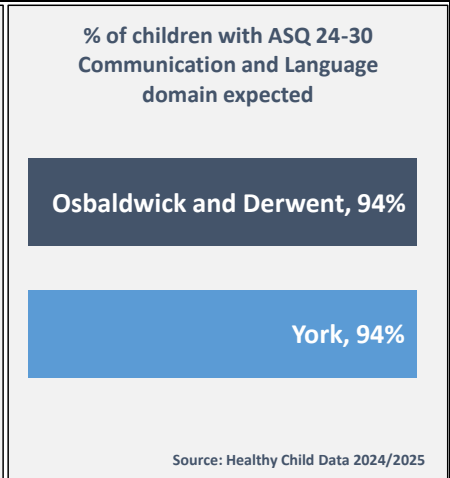 % of children with ASQ 24-30
Communication and Language
domain expected
Osbaldwick and Derwent, 94%
York, 94%
Source: Healthy Child Data 2024/2025